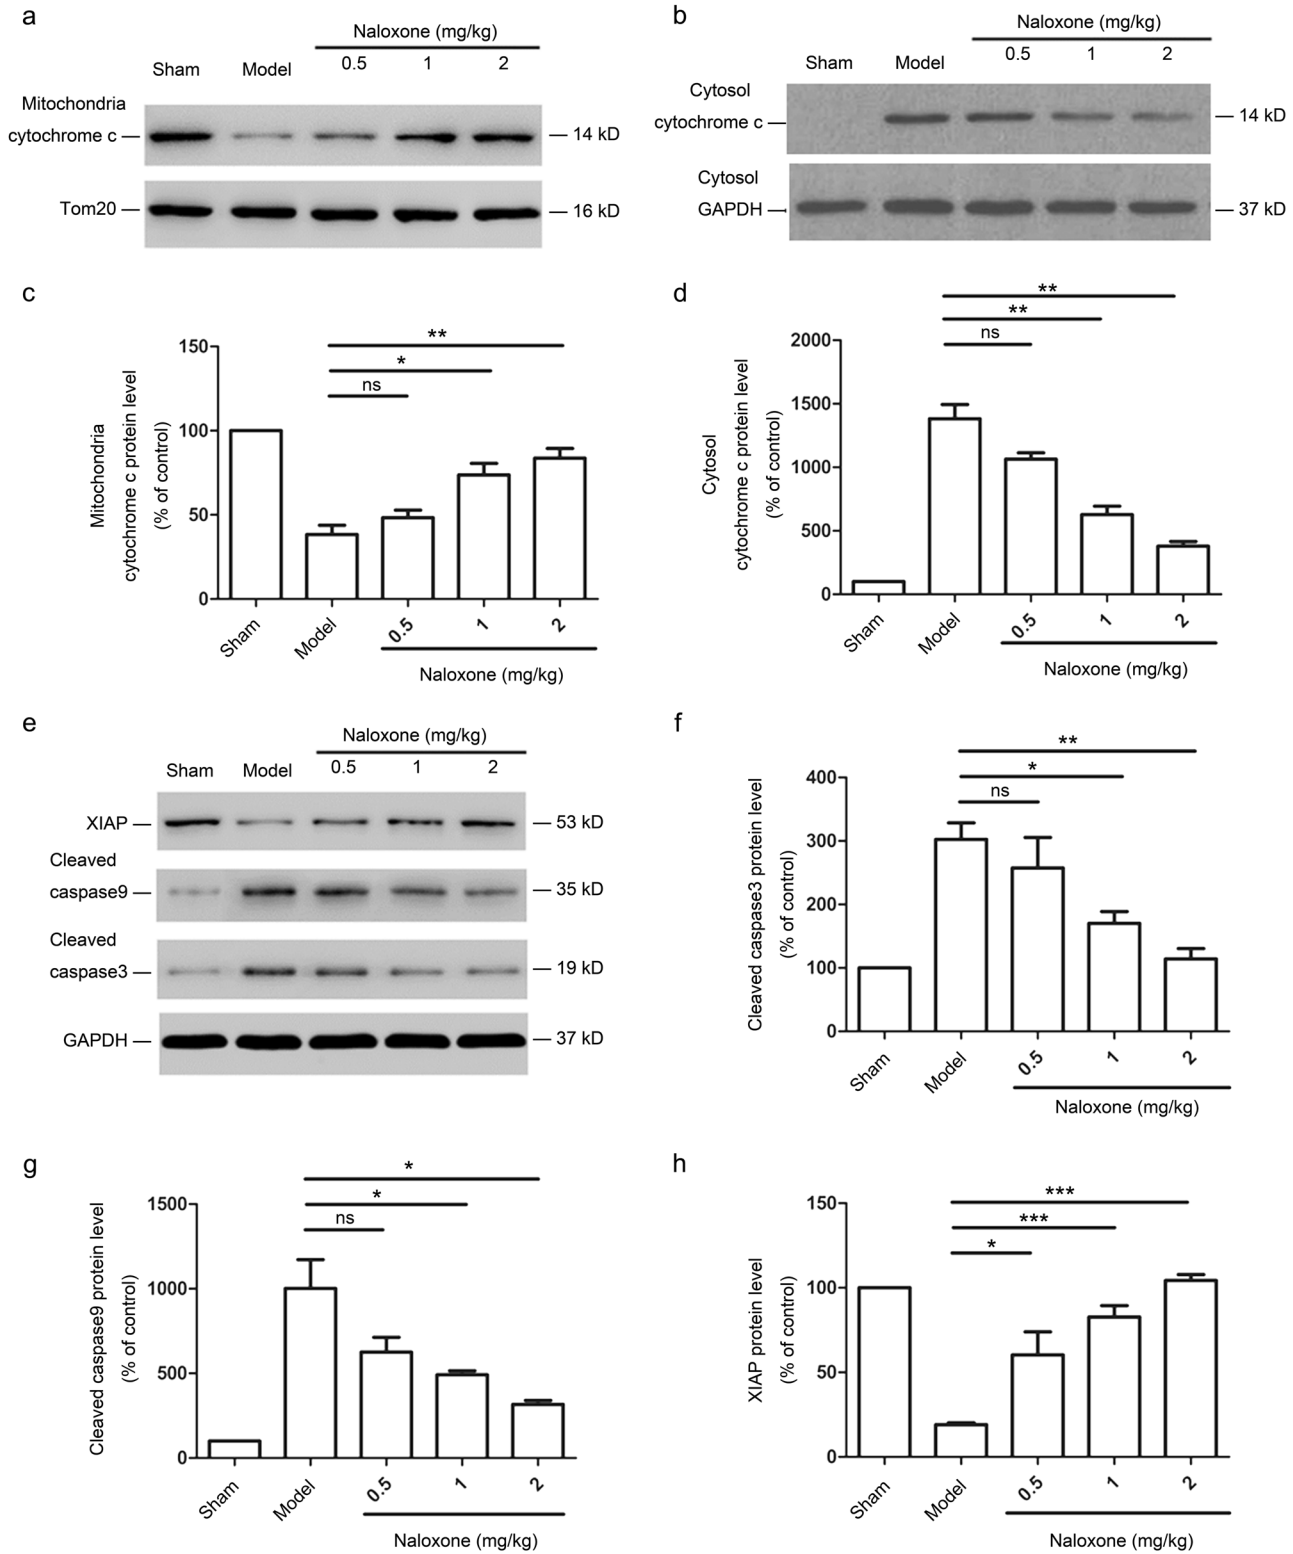 a
Naloxone (mg/kg)
Sham Model 0.5 1 2
Mitochondria
cytochrome c 14 kD
Tom20 16 kD
b
Naloxone (mg/kg)
Sham Model 0.5 1 2
Cytosol
cytochrome c 14 kD
Cytosol
GAPDH 37 kD
c
**
*
ns
150
100
50
0
Mitochondria
cytochrome c protein level
(% of control)
Sham Model 0.5 1 2
Naloxone (mg/kg)
d
**
**
ns
2000
1500
1000
500
0
Cytosol
cytochrome c protein level
(% of control)
Sham Model 0.5 1 2
Naloxone (mg/kg)
e
Naloxone (mg/kg)
Sham Model 0.5 1 2
XIAP 53 kD
Cleaved
caspase9 35 kD
Cleaved
caspase3 19 kD
GAPDH 37 kD
f
**
*
ns
400
300
200
100
0
Cleaved caspase3 protein level
(% of control)
Sham Model 0.5 1 2
Naloxone (mg/kg)
g
*
*
ns
1500
1000
500
0
Cleaved caspase9 protein level
(% of control)
Sham Model 0.5 1 2
Naloxone (mg/kg)
h
***
***
*
150
100
50
0
XIAP protein level
(% of control)
Sham Model 0.5 1 2
Naloxone (mg/kg)